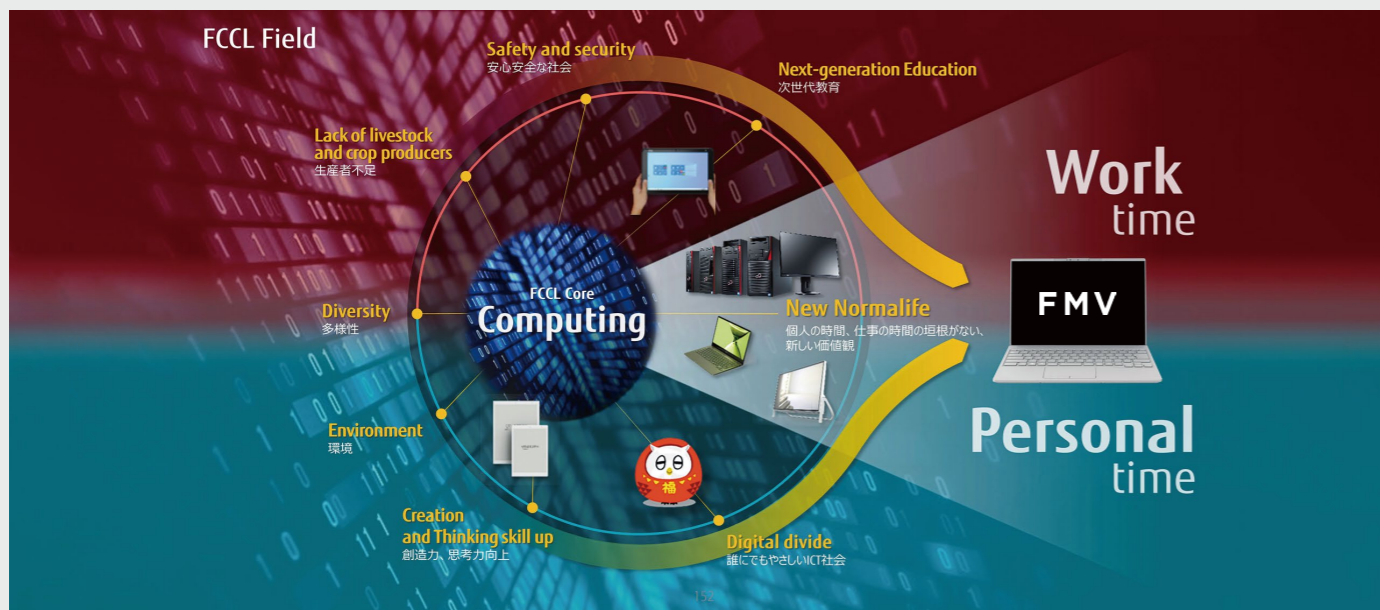 FCCL Field
Safety and security
安心安全な社会
Next-generation Education
次世代教育
Lack of livestock
and crop producers
生産者不足
Work
time
FCCL Core
Computing
New Normalife
個人の時間、仕事の時間の垣根がない、
新しい価値観
FMV
Diversity
多様性
Environment
環境
Personal
time
Creation
and Thinking skill up
創造力、思考力向上
福
Digital divide
誰にでもやさしいICT社会
152